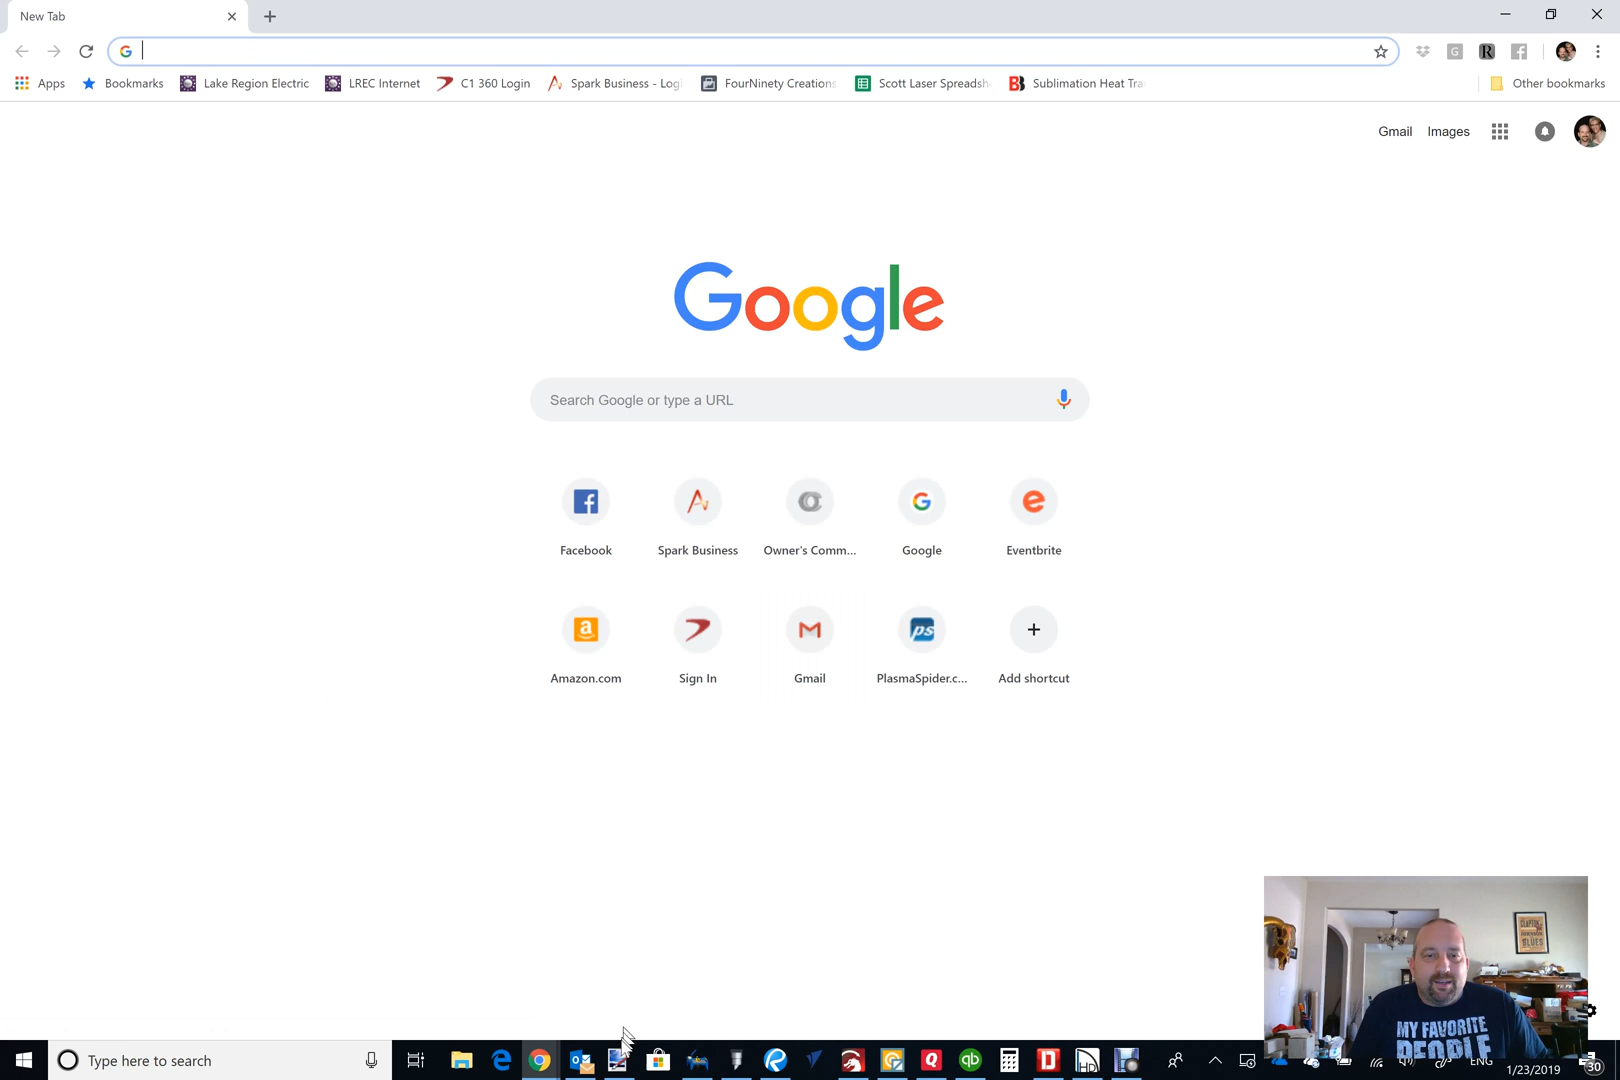 New Tab
Apps Bookmarks Lake Region Electric LREC Internet C1 360 Login Spark Business - Logi FourNinety Creations Scott Laser Spreadsh Sublimation Heat Tra Other bookmarks
Gmail Images
Google
Search Google or type a URL
Facebook Spark Business Owner's Comm... Google Eventbrite
Amazon.com Sign In Gmail PlasmaSpider.c... Add shortcut
CLAPTON
BLUES
MY FAVORITE
PEOPLE
Type here to search
ENG
1/23/2019
30